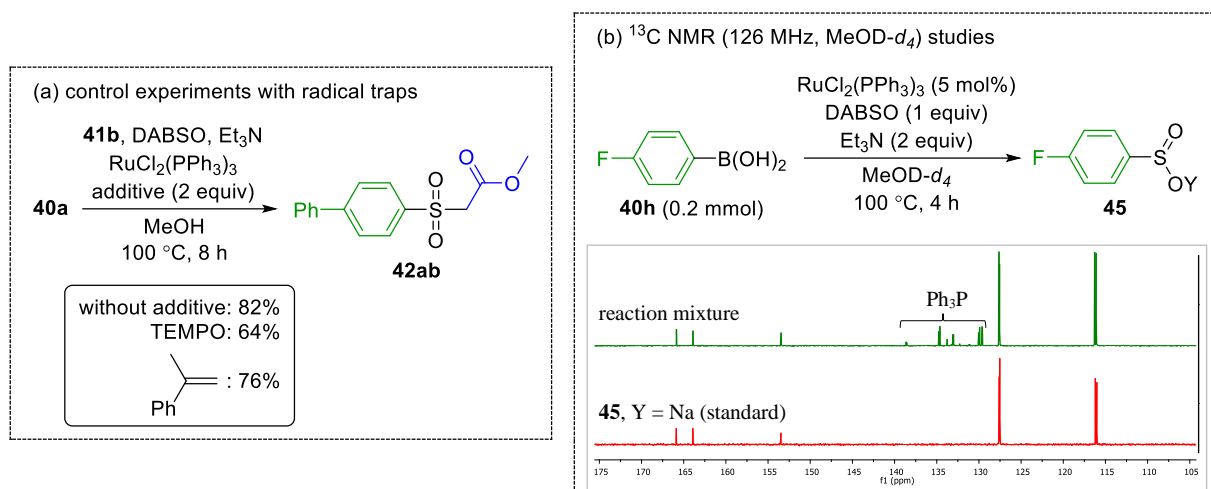 (a) control experiments with radical traps
41b, DABSO, Et₃N
RuCl₂(PPh₃)₃
additive (2 equiv)
40a
MeOH
100 °C, 8 h
Ph
S
O
O
O
O
42ab
without additive: 82%
TEMPO: 64%
Ph
: 76%
(b) ¹³C NMR (126 MHz, MeOD-d₄) studies
RuCl₂(PPh₃)₃ (5 mol%)
DABSO (1 equiv)
Et₃N (2 equiv)
MeOD-d₄
100 °C, 4 h
F
B(OH)₂
40h (0.2 mmol)
F
S
O
OY
45
reaction mixture
Ph₃P
45, Y = Na (standard)
175 170 165 160 155 150 145 140 135 130 125 120 115 110 105
f1 (ppm)